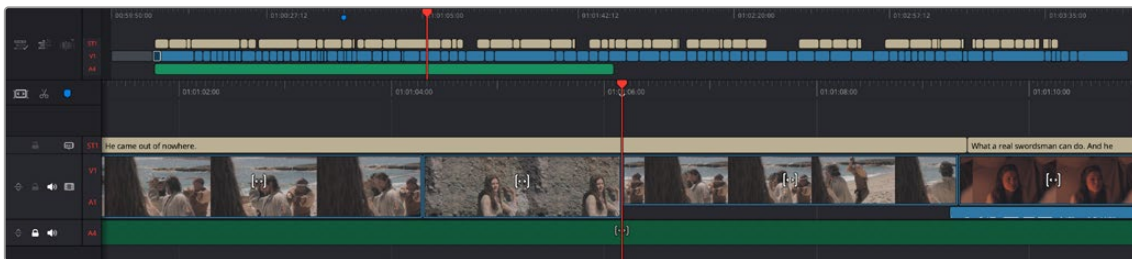 00:59:50:00 01:00:27:12 01:01:05:00 01:01:42:12 01:02:20:00 01:02:57:12 01:03:35:00
ST1
V1
A4
01:01:02:00 01:01:04:00 01:01:06:00 01:01:08:00 01:01:10:00
ST1 He came out of nowhere. What a real swordsman can do. And he
V1
A1
A4